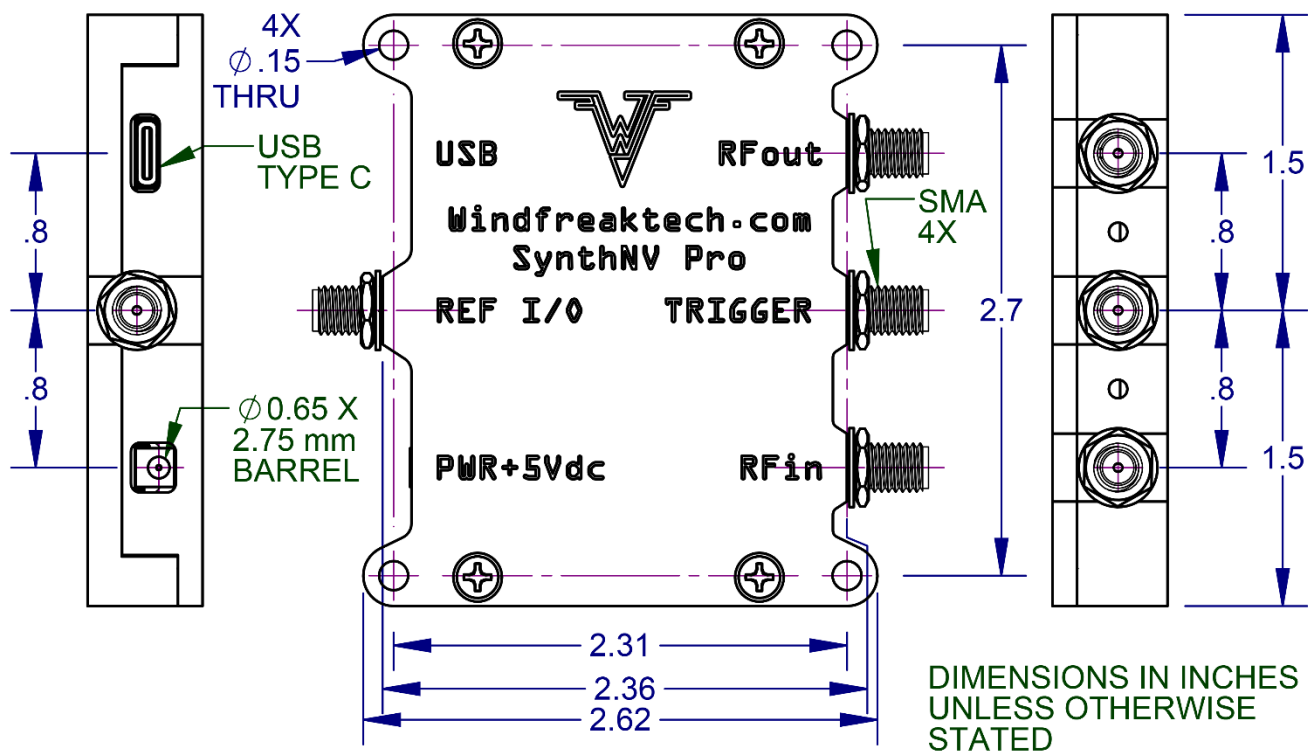 4X
⌀.15
THRU
USB
TYPE C
.8
.8
⌀0.65 X
2.75 mm
BARREL
USB
RFout
Windfreaktech.com
SynthNV Pro
REF I/O
TRIGGER
PWR+5Vdc
RFin
SMA
4X
2.7
1.5
.8
.8
1.5
2.31
2.36
2.62
DIMENSIONS IN INCHES
UNLESS OTHERWISE
STATED